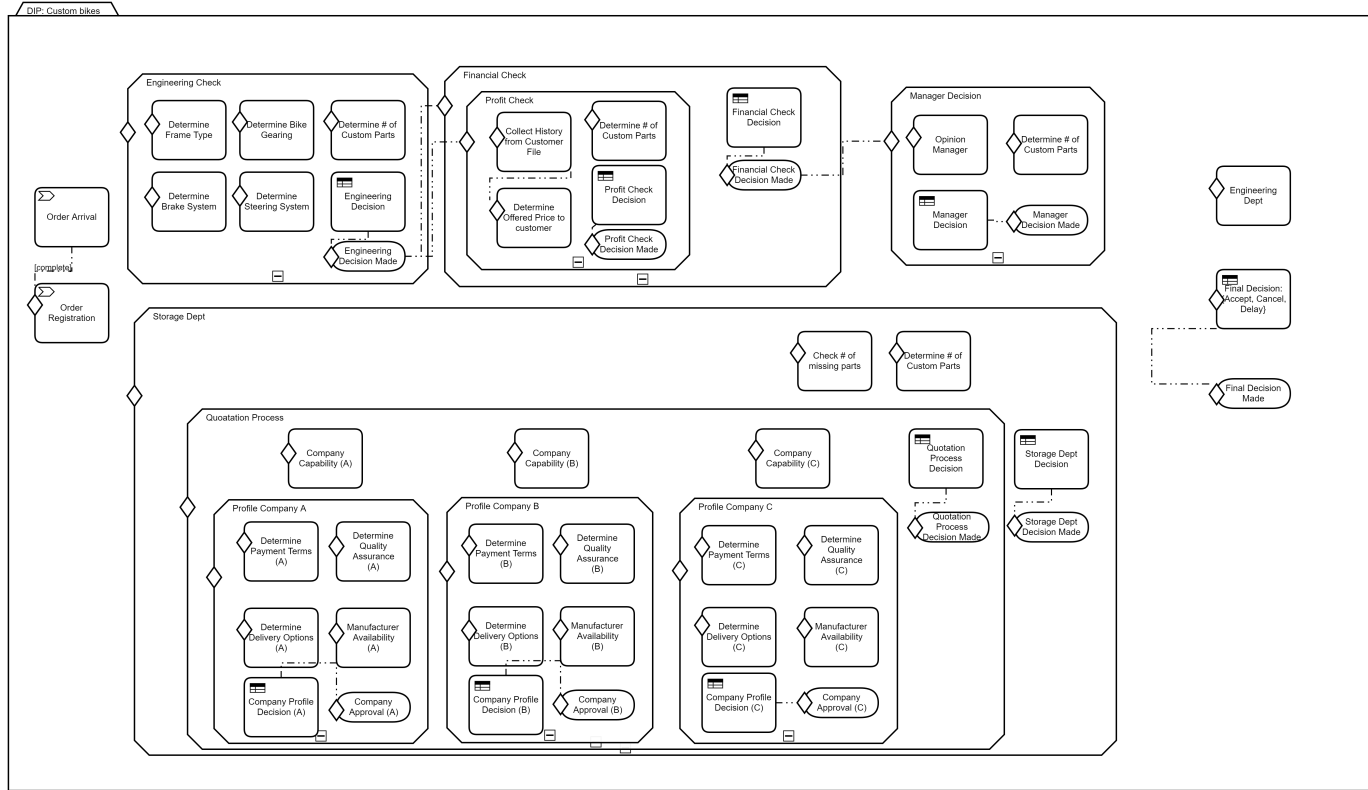 DIP: Custom bikes
Engineering Check
Determine
Frame Type
Determine Bike
Gearing
Determine # of
Custom Parts
Determine
Brake System
Determine
Steering System
Engineering
Decision
Engineering
Decision Made
Financial Check
Profit Check
Collect History
from Customer
File
Determine # of
Custom Parts
Determine
Offered Price to
customer
Profit Check
Decision
Profit Check
Decision Made
Financial Check
Decision
Financial Check
Decision Made
Manager Decision
Opinion
Manager
Determine # of
Custom Parts
Manager
Decision
Manager
Decision Made
Order Arrival
[complete]
Order
Registration
Engineering
Dept
Final Decision:
{Accept, Cancel,
Delay}
Final Decision
Made
Storage Dept
Check # of
missing parts
Determine # of
Custom Parts
Quoatation Process
Company
Capability (A)
Company
Capability (B)
Company
Capability (C)
Quotation
Process
Decision
Storage Dept
Decision
Quotation
Process
Decision Made
Storage Dept
Decision Made
Profile Company A
Determine
Payment Terms
(A)
Determine
Quality
Assurance
(A)
Determine
Delivery Options
(A)
Manufacturer
Availability
(A)
Company Profile
Decision (A)
Company
Approval (A)
Profile Company B
Determine
Payment Terms
(B)
Determine
Quality
Assurance
(B)
Determine
Delivery Options
(B)
Manufacturer
Availability
(B)
Company Profile
Decision (B)
Company
Approval (B)
Profile Company C
Determine
Payment Terms
(C)
Determine
Quality
Assurance
(C)
Determine
Delivery Options
(C)
Manufacturer
Availability
(C)
Company Profile
Decision (C)
Company
Approval (C)